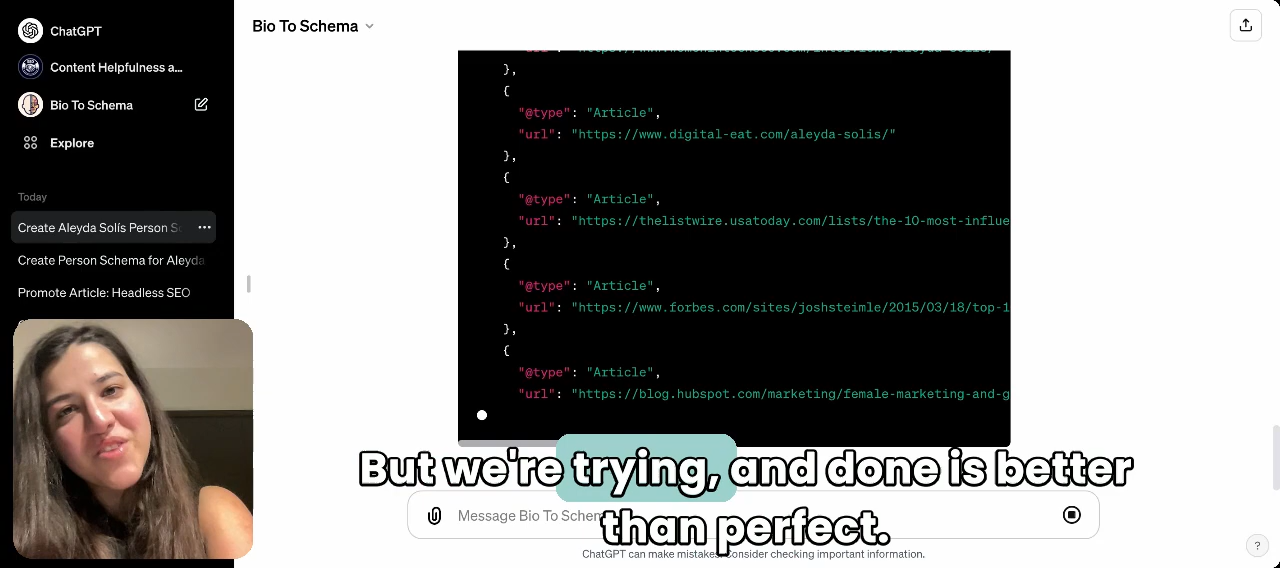 ChatGPT
Content Helpfulness a...
Bio To Schema
Explore
Today
Create Aleyda Solís Person S
Create Person Schema for Aleyda
Promote Article: Headless SEO
Bio To Schema
},
{
"@type": "Article",
"url": "https://www.digital-eat.com/aleyda-solis/"
},
{
"@type": "Article",
"url": "https://thelistwire.usatoday.com/lists/the-10-most-influe
},
{
"@type": "Article",
"url": "https://www.forbes.com/sites/joshsteimle/2015/03/18/top-1
},
{
"@type": "Article",
"url": "https://blog.hubspot.com/marketing/female-marketing-and-g
But we're trying, and done is better
than perfect.
Message Bio To Schem
ChatGPT can make mistakes. Consider checking important information.
?